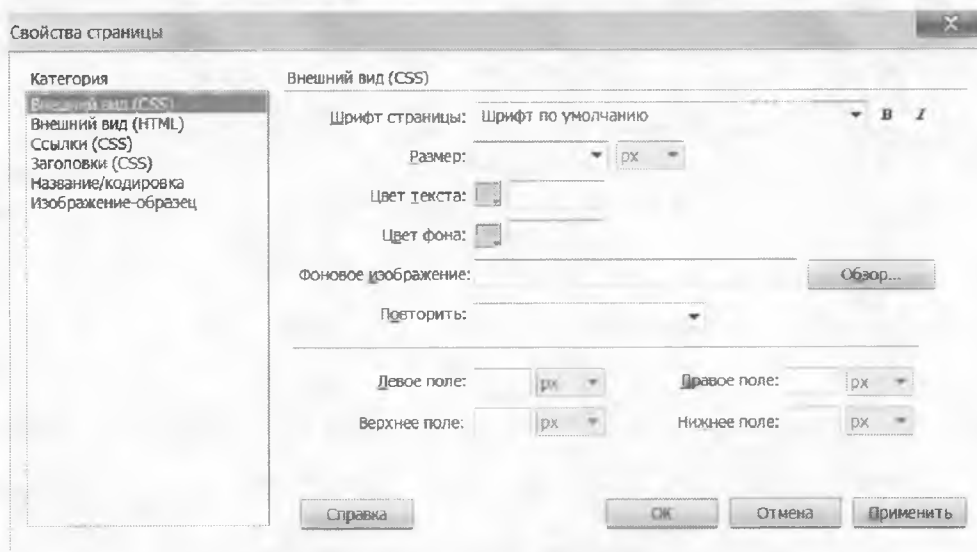 Свойства страницы
Категория
Внешний вид (CSS)
Внешний вид (HTML)
Ссылки (CSS)
Заголовки (CSS)
Название/кодировка
Изображение-образец
Внешний вид (CSS)
Шрифт страницы: Шрифт по умолчанию B I
Размер: px
Цвет текста:
Цвет фона:
Фоновое изображение: Обзор...
Повторить:
Левое поле: px Правое поле: px
Верхнее поле: px Нижнее поле: px
Справка OK Отмена Применить